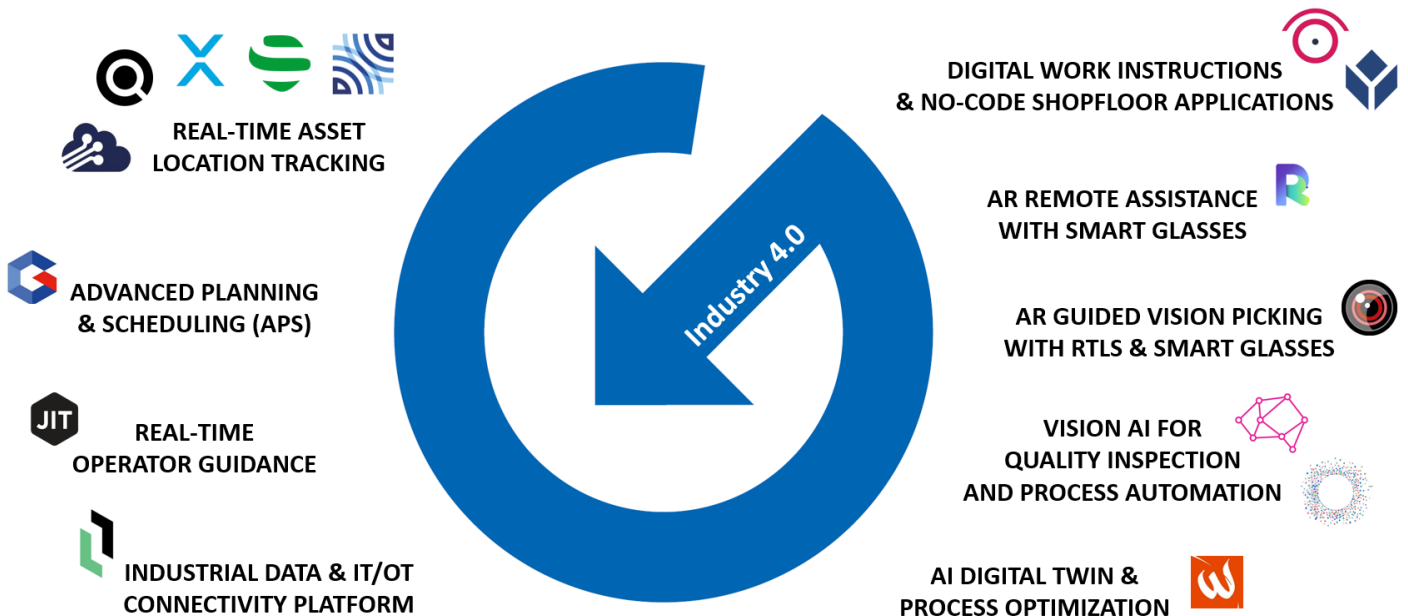 REAL-TIME ASSET
LOCATION TRACKING
ADVANCED PLANNING
& SCHEDULING (APS)
JIT
REAL-TIME
OPERATOR GUIDANCE
INDUSTRIAL DATA & IT/OT
CONNECTIVITY PLATFORM
Industry 4.0
DIGITAL WORK INSTRUCTIONS
& NO-CODE SHOPFLOOR APPLICATIONS
AR REMOTE ASSISTANCE
WITH SMART GLASSES
AR GUIDED VISION PICKING
WITH RTLS & SMART GLASSES
VISION AI FOR
QUALITY INSPECTION
AND PROCESS AUTOMATION
AI DIGITAL TWIN &
PROCESS OPTIMIZATION